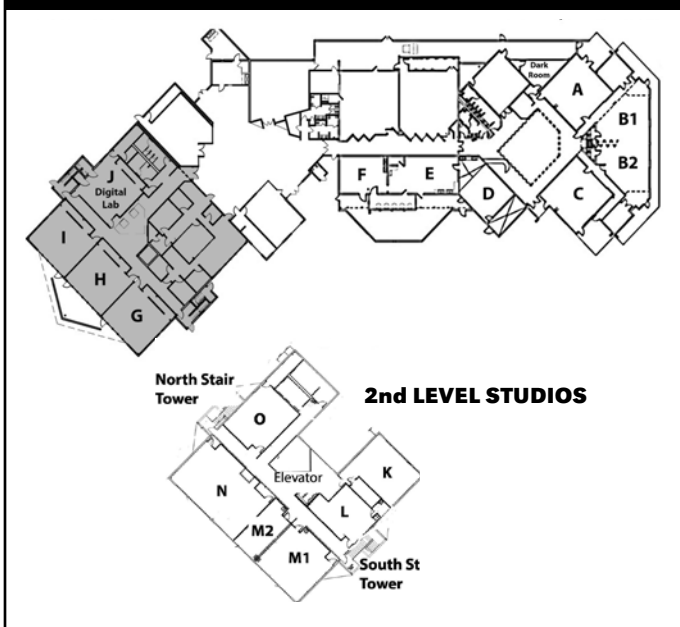 Dark
Room
A
B1
B2
C
D
E
F
J
Digital
Lab
I
H
G
2nd LEVEL STUDIOS
North Stair
Tower
O
Elevator
K
N
L
M2
M1
South St
Tower